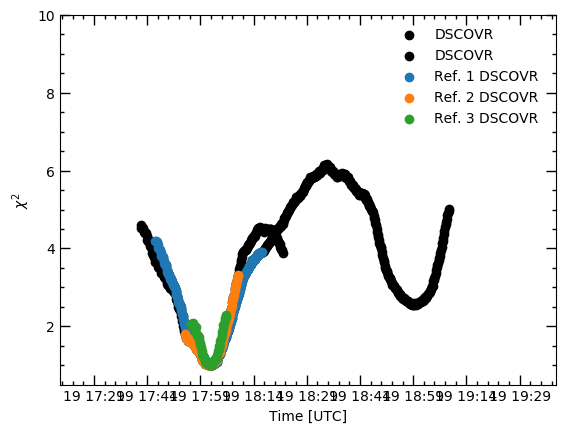 10
DSCOVR
DSCOVR
Ref. 1 DSCOVR
Ref. 2 DSCOVR
Ref. 3 DSCOVR
8
6
χ²
4
2
19 17:29 19 17:44 19 17:59 19 18:14 19 18:29 19 18:44 19 18:59 19 19:14 19 19:29
Time [UTC]